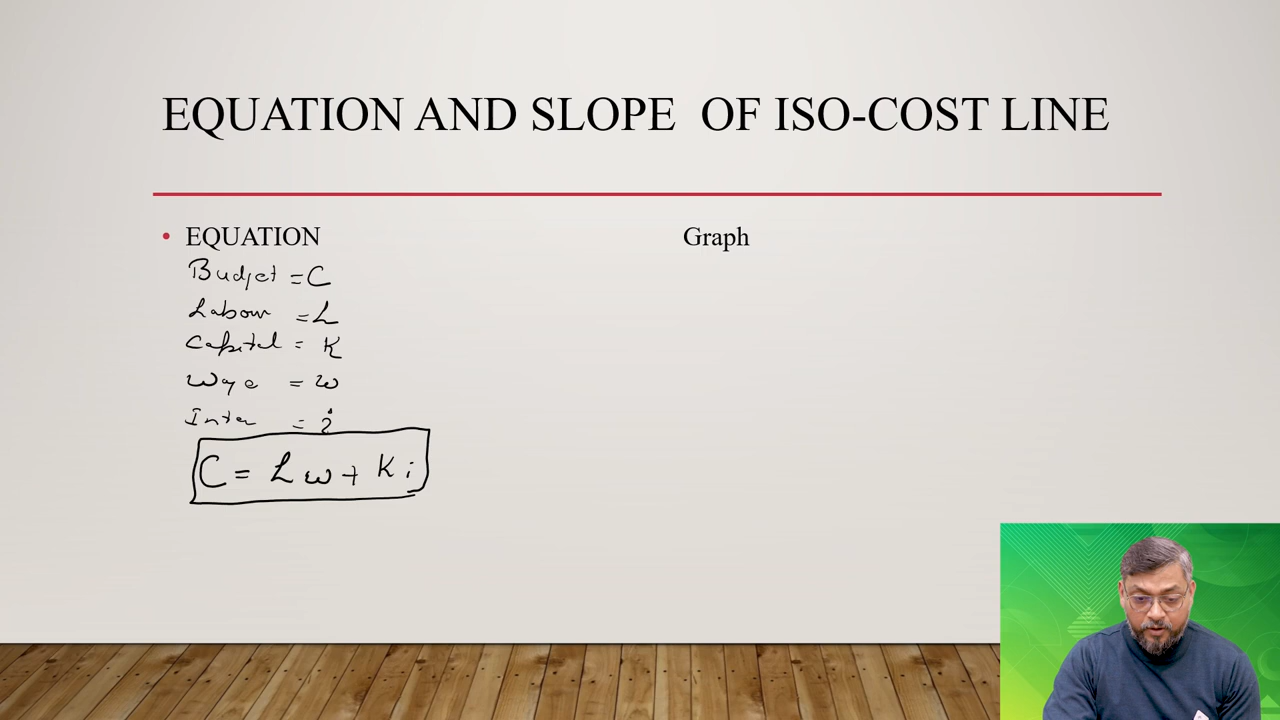 EQUATION AND SLOPE OF ISO-COST LINE
• EQUATION
Graph
Budget = C
Labour = L
Capital = K
Wage = w
Inter = i
C = Lw + Ki